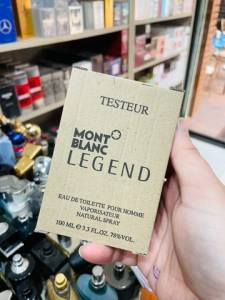 TESTEUR
MONT
BLANC
LEGEND
EAU DE TOILETTE POUR HOMME
VAPORISATEUR
NATURAL SPRAY
100 ML ℮ 3.3 FL.OZ. 78%VOL.